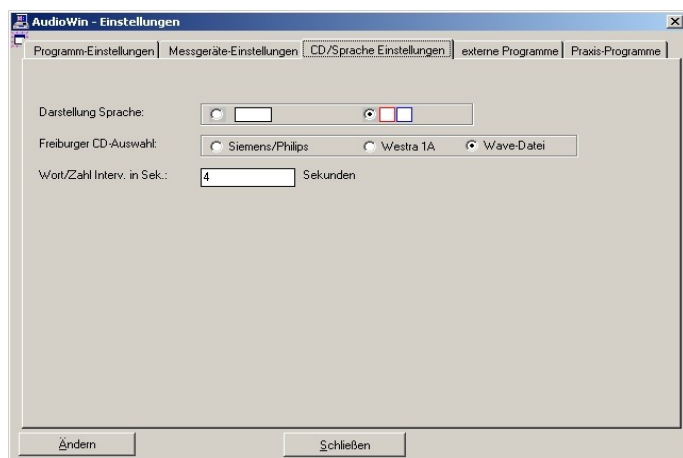 AudioWin - Einstellungen
Programm-Einstellungen Messgeräte-Einstellungen CD/Sprache Einstellungen externe Programme Praxis-Programme
Darstellung Sprache:
Freiburger CD-Auswahl: Siemens/Philips Westra 1A Wave-Datei
Wort/Zahl Interv. in Sek.: 4 Sekunden
Ändern Schließen